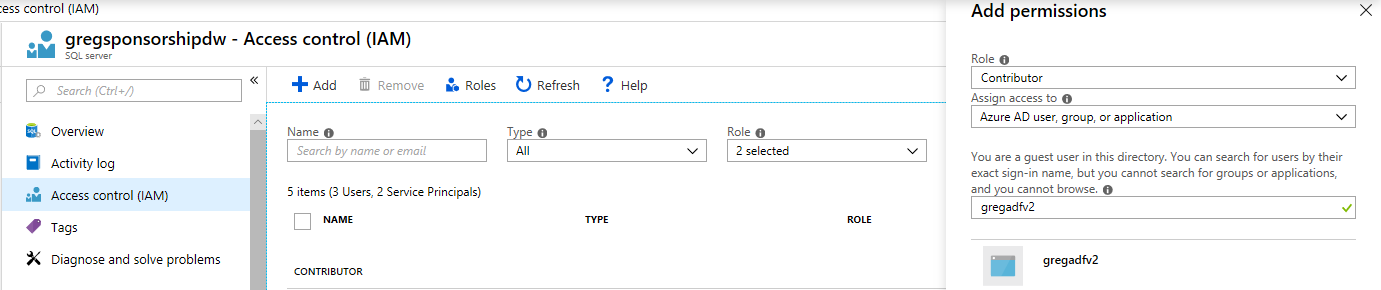 cess control (IAM)
gregsponsorshipdw - Access control (IAM)
SQL server
Search (Ctrl+/)
Overview
Activity log
Access control (IAM)
Tags
Diagnose and solve problems
Add Remove Roles Refresh ? Help
Name Type Role
Search by name or email All 2 selected
5 items (3 Users, 2 Service Principals)
NAME TYPE ROLE
CONTRIBUTOR
Add permissions
Role
Contributor
Assign access to
Azure AD user, group, or application
You are a guest user in this directory. You can search for users by their
exact sign-in name, but you cannot search for groups or applications,
and you cannot browse.
gregadfv2
gregadfv2